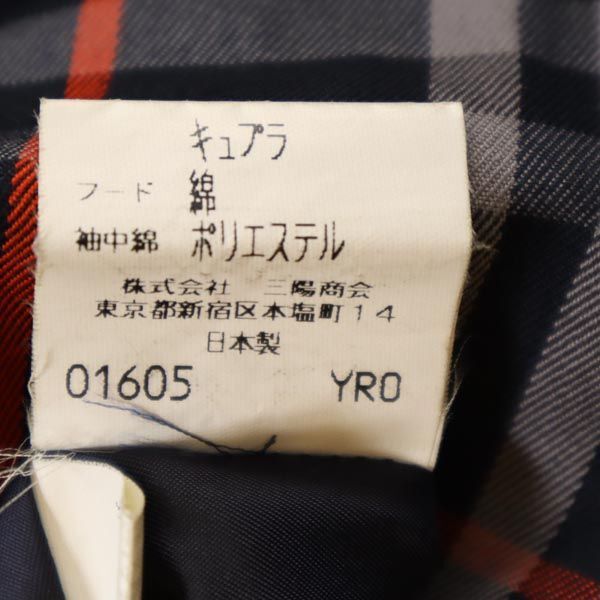 キュプラ
フード 綿
袖中綿 ポリエステル
株式会社 三陽商会
東京都新宿区本塩町14
日本製
01605 YRO